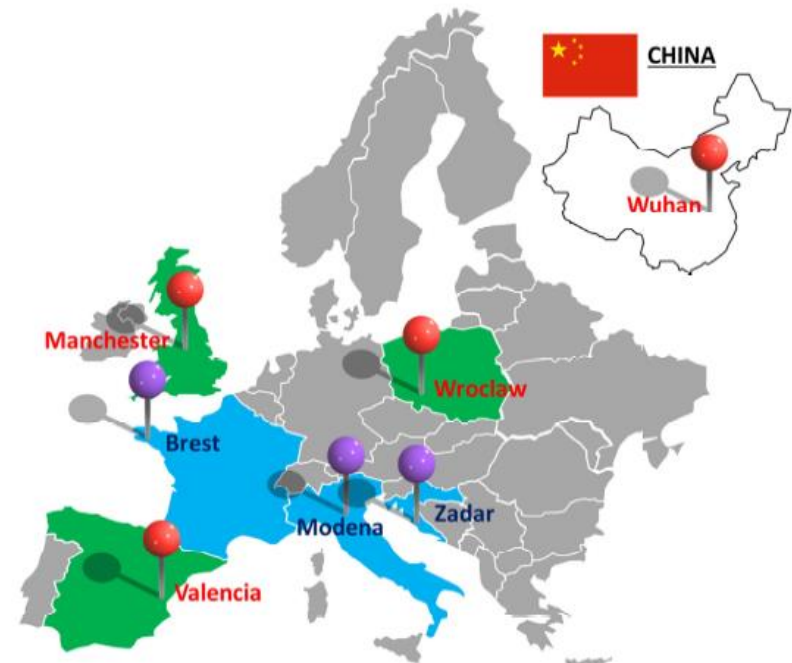 CHINA
Wuhan
Manchester
Wroclaw
Brest
Modena
Zadar
Valencia